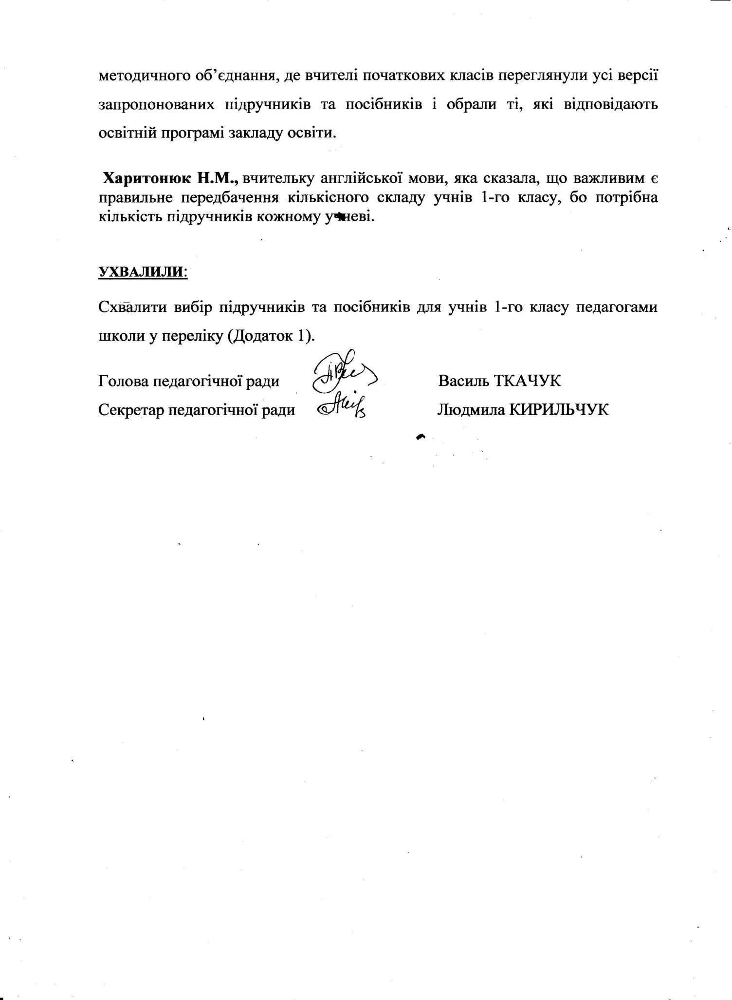 методичного об’єднання, де вчителі початкових класів переглянули усі версії
запропонованих підручників та посібників і обрали ті, які відповідають
освітній програмі закладу освіти.
Харитонюк Н.М., вчительку англійської мови, яка сказала, що важливим є
правильне передбачення кількісного складу учнів 1-го класу, бо потрібна
кількість підручників кожному учневі.
УХВАЛИЛИ:
Схвалити вибір підручників та посібників для учнів 1-го класу педагогами
школи у переліку (Додаток 1).
Голова педагогічної ради Василь ТКАЧУК
Секретар педагогічної ради Людмила КИРИЛЬЧУК